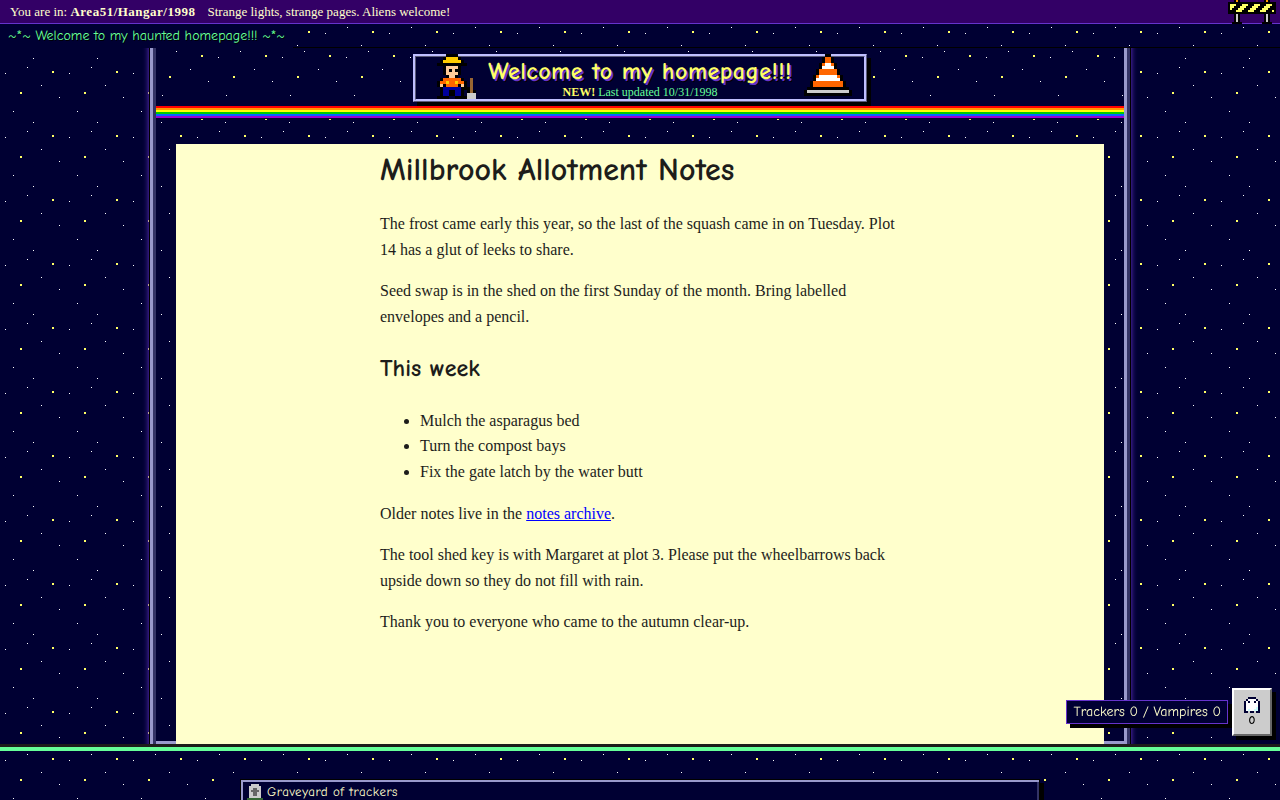 You are in: Area51/Hangar/1998 Strange lights, strange pages. Aliens welcome!
~*~ Welcome to my haunted homepage!!! ~*~
Welcome to my homepage!!!
NEW! Last updated 10/31/1998
Millbrook Allotment Notes
The frost came early this year, so the last of the squash came in on Tuesday. Plot
14 has a glut of leeks to share.
Seed swap is in the shed on the first Sunday of the month. Bring labelled
envelopes and a pencil.
This week
• Mulch the asparagus bed
• Turn the compost bays
• Fix the gate latch by the water butt
Older notes live in the notes archive.
The tool shed key is with Margaret at plot 3. Please put the wheelbarrows back
upside down so they do not fill with rain.
Thank you to everyone who came to the autumn clear-up.
Trackers 0 / Vampires 0
0
Graveyard of trackers